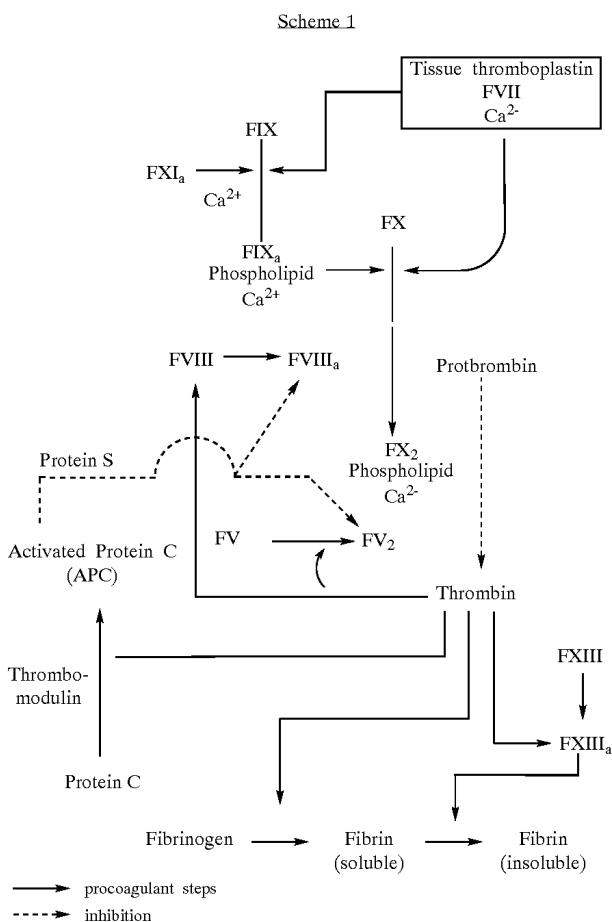 Scheme 1
Tissue thromboplastin
FVII
Ca2-
FIX
FXIa
Ca2+
FX
FIXa
Phospholipid
Ca2+
FVIII
FVIIIa
Protbrombin
Protein S
FX2
Phospholipid
Ca2-
FV
FV2
Activated Protein C
(APC)
Thrombin
Thrombo-
modulin
FXIII
FXIIIa
Protein C
Fibrinogen
Fibrin
(soluble)
Fibrin
(insoluble)
procoagulant steps
inhibition